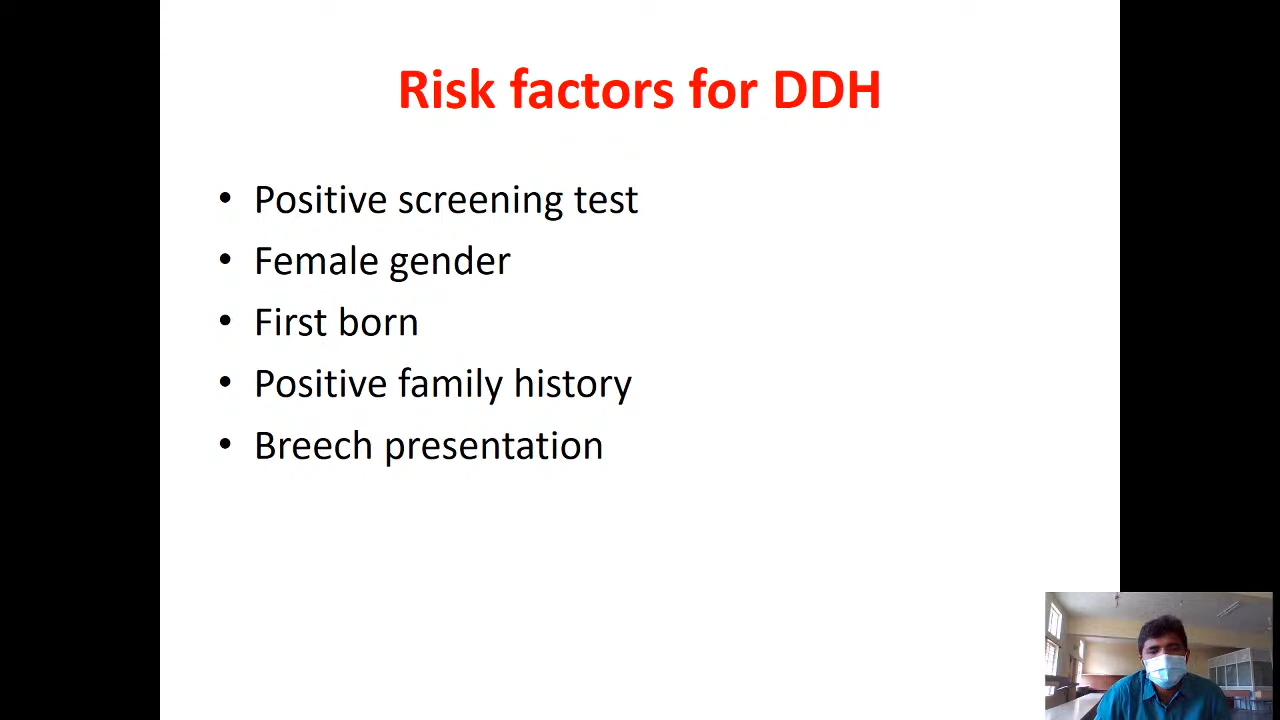 Risk factors for DDH
• Positive screening test
• Female gender
• First born
• Positive family history
• Breech presentation